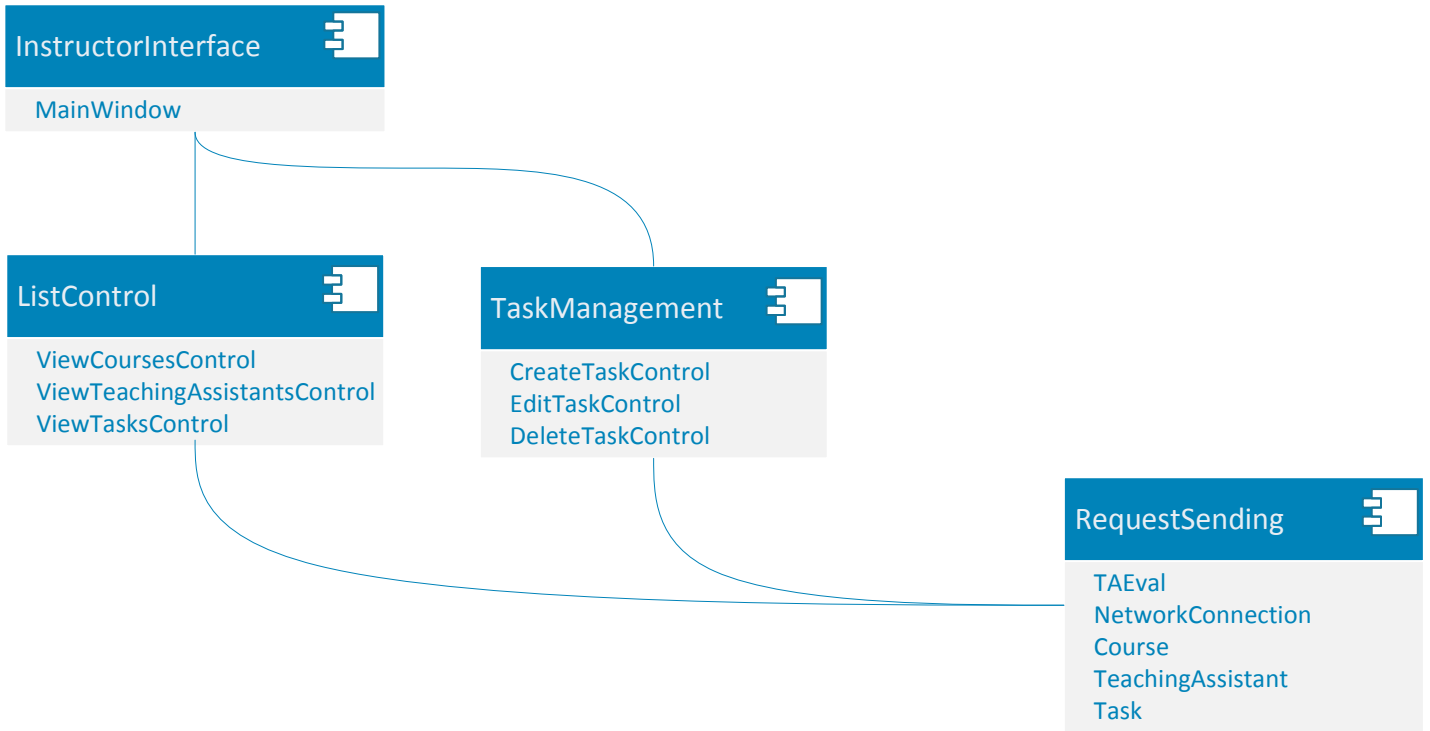 InstructorInterface
MainWindow
ListControl
ViewCoursesControl
ViewTeachingAssistantsControl
ViewTasksControl
TaskManagement
CreateTaskControl
EditTaskControl
DeleteTaskControl
RequestSending
TAEval
NetworkConnection
Course
TeachingAssistant
Task